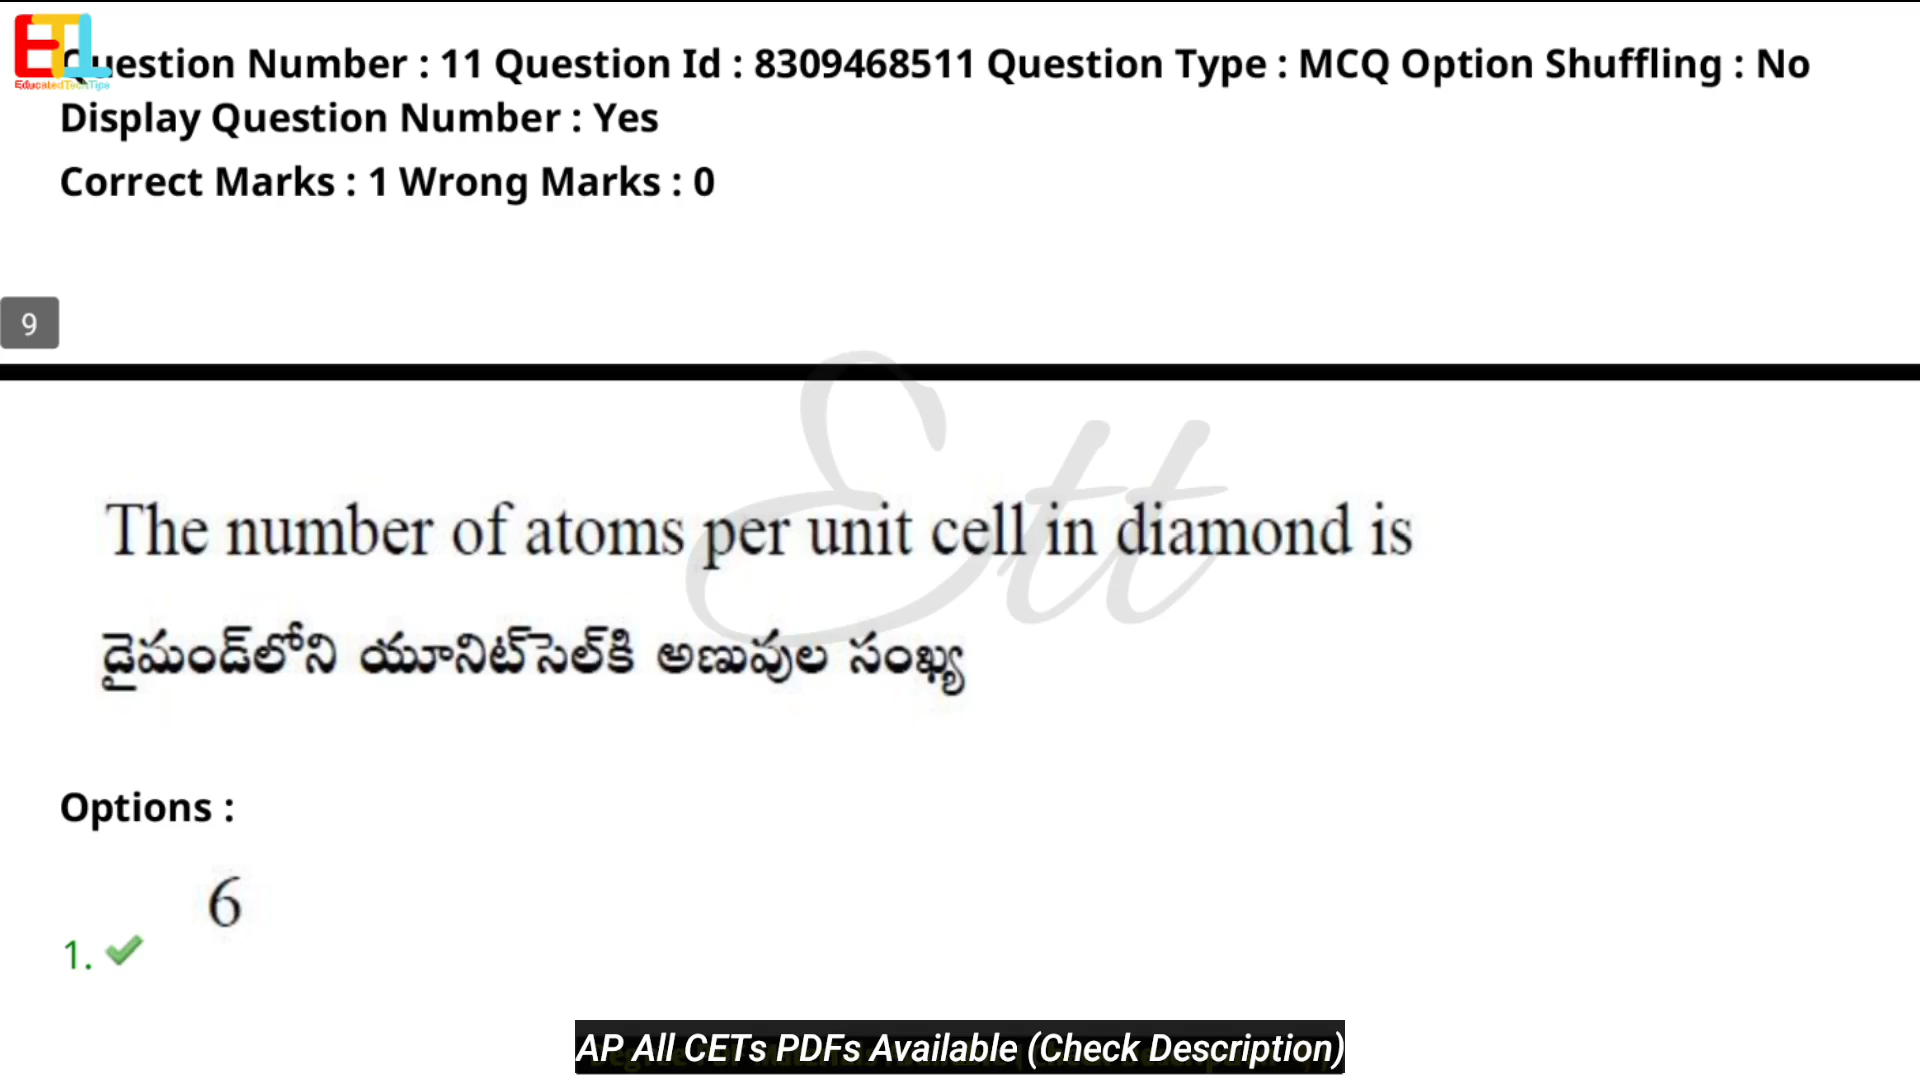 Question Number : 11 Question Id : 8309468511 Question Type : MCQ Option Shuffling : No
EducatedTechTips
Display Question Number : Yes
Correct Marks : 1 Wrong Marks : 0
9
Ett
The number of atoms per unit cell in diamond is
డైమండ్‌లోని యూనిట్‌సెల్‌కి అణువుల సంఖ్య
Options :
6
1.
AP All CETs PDFs Available (Check Description)